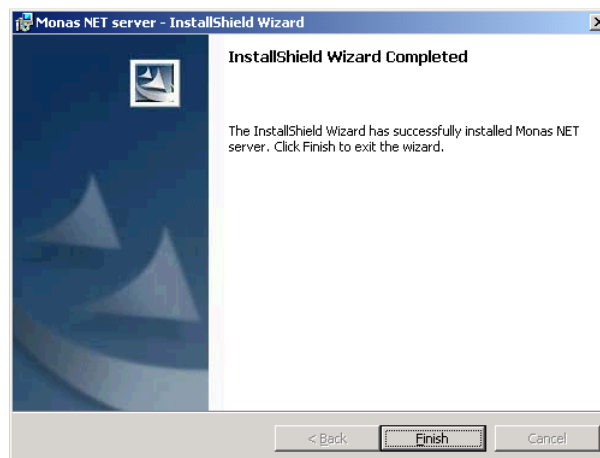 Monas NET server - InstallShield Wizard
InstallShield Wizard Completed
The InstallShield Wizard has successfully installed Monas NET
server. Click Finish to exit the wizard.
< Back
Finish
Cancel